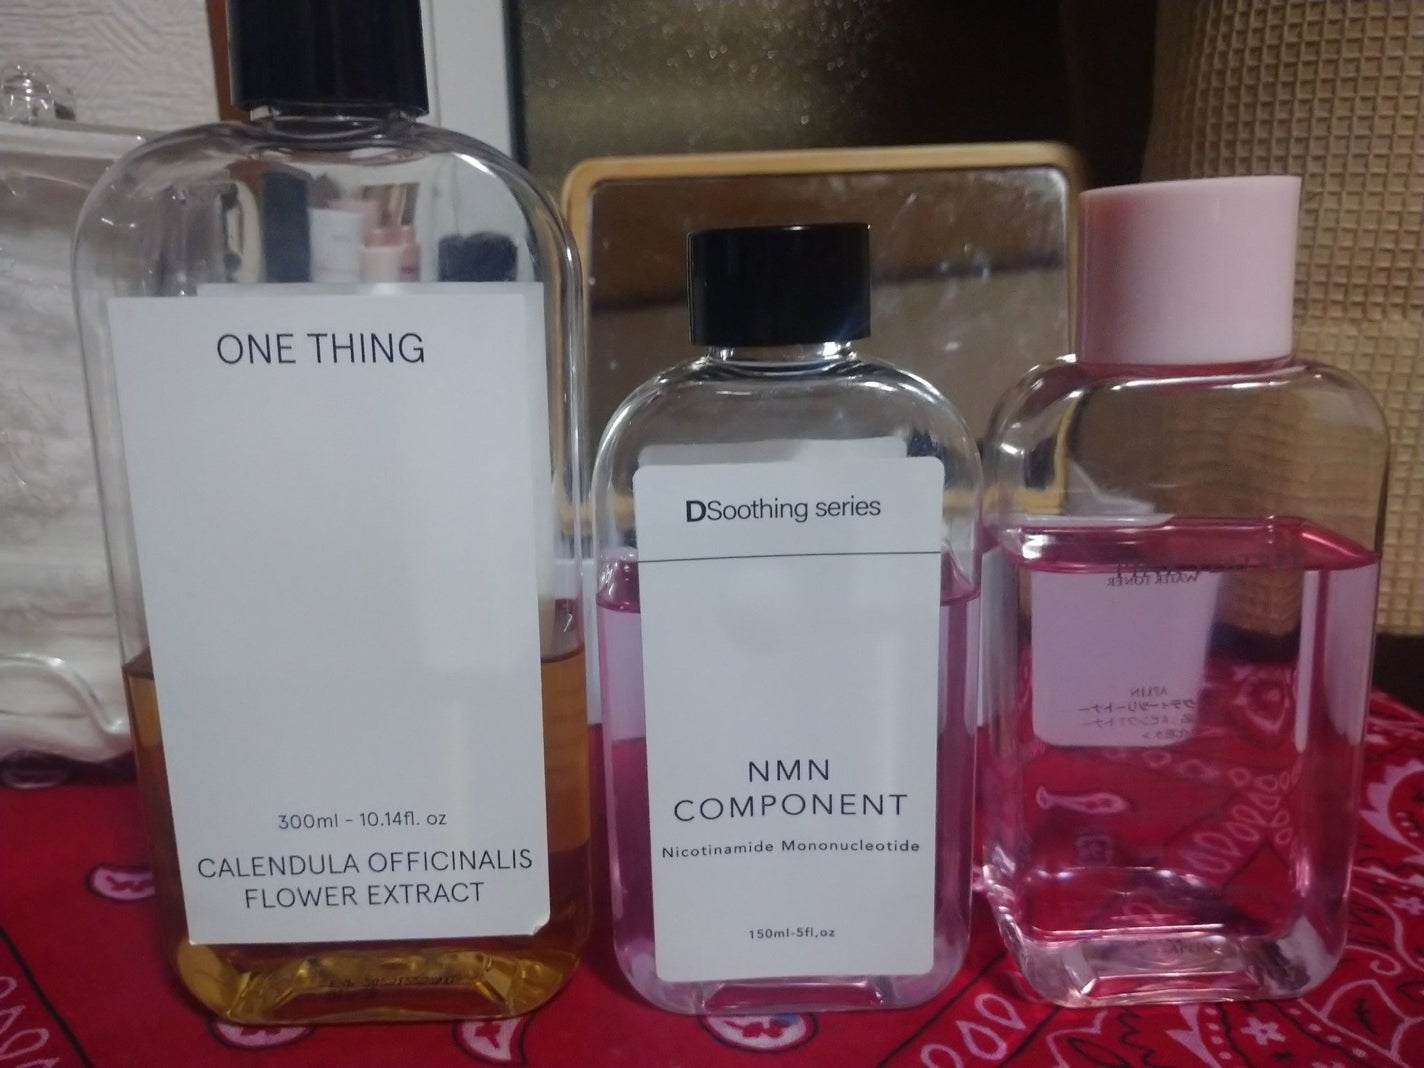 ONE THING
300ml - 10.14fl. oz
CALENDULA OFFICINALIS
FLOWER EXTRACT
DSoothing series
NMN
COMPONENT
Nicotinamide Mononucleotide
150ml-5fl,oz
WATER TONER